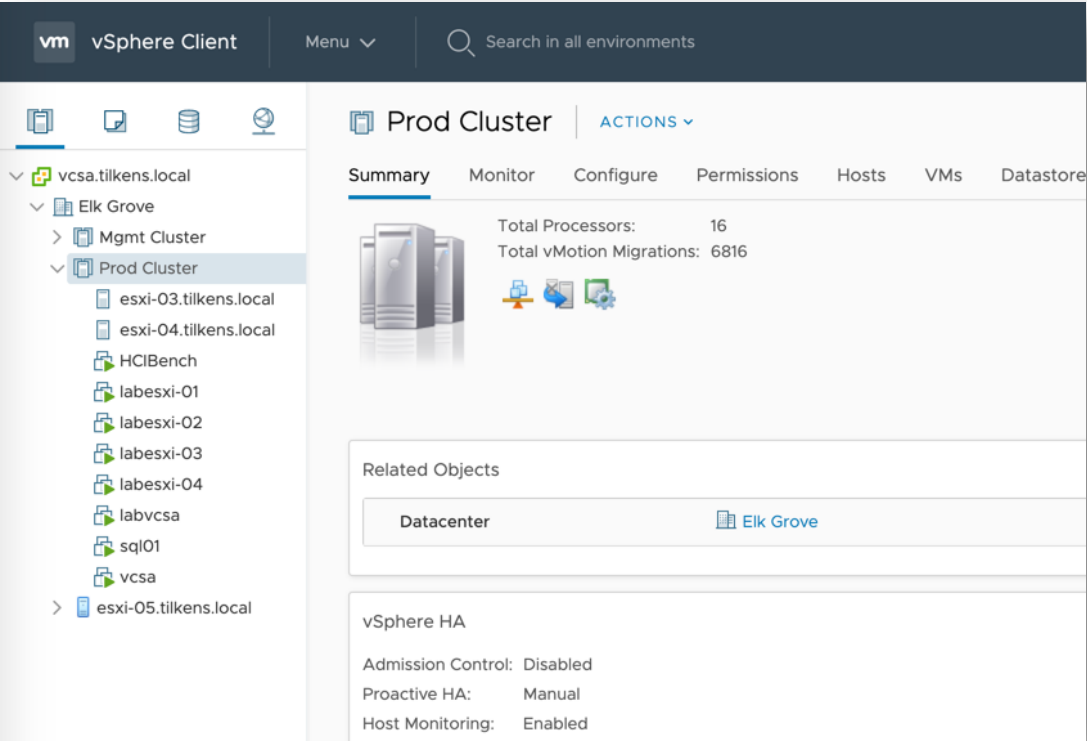 vm vSphere Client Menu Search in all environments
vcsa.tilkens.local
Elk Grove
Mgmt Cluster
Prod Cluster
esxi-03.tilkens.local
esxi-04.tilkens.local
HCIBench
labesxi-01
labesxi-02
labesxi-03
labesxi-04
labvcsa
sql01
vcsa
esxi-05.tilkens.local
Prod Cluster ACTIONS
Summary Monitor Configure Permissions Hosts VMs Datastore
Total Processors: 16
Total vMotion Migrations: 6816
Related Objects
Datacenter Elk Grove
vSphere HA
Admission Control: Disabled
Proactive HA: Manual
Host Monitoring: Enabled